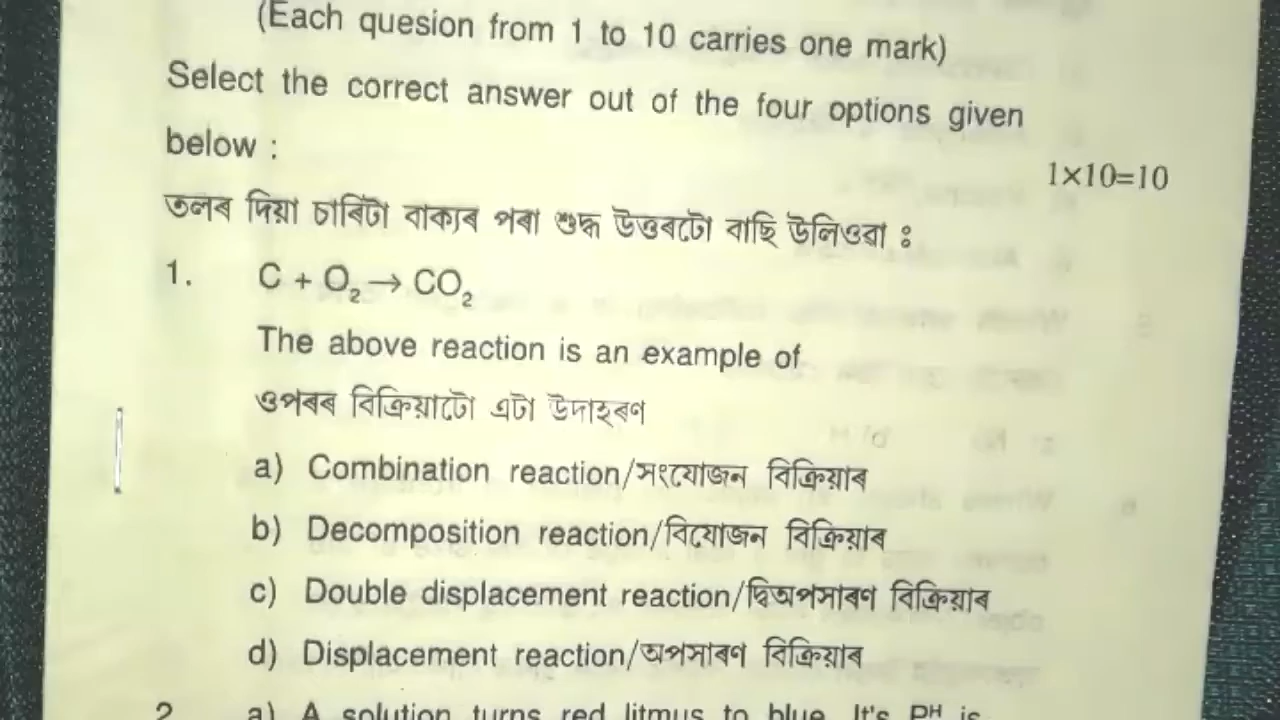 (Each quesion from 1 to 10 carries one mark)
Select the correct answer out of the four options given
below :
1×10=10
তলৰ দিয়া চাৰিটা বাক্যৰ পৰা শুদ্ধ উত্তৰটো বাছি উলিওৱা ঃ
1. C + O₂ → CO₂
The above reaction is an example of
ওপৰৰ বিক্ৰিয়াটো এটা উদাহৰণ
a) Combination reaction/সংযোজন বিক্ৰিয়াৰ
b) Decomposition reaction/বিযোজন বিক্ৰিয়াৰ
c) Double displacement reaction/দ্বিঅপসাৰণ বিক্ৰিয়াৰ
d) Displacement reaction/অপসাৰণ বিক্ৰিয়াৰ
2 a) A solution turns red litmus to blue. It's Pᴴ is